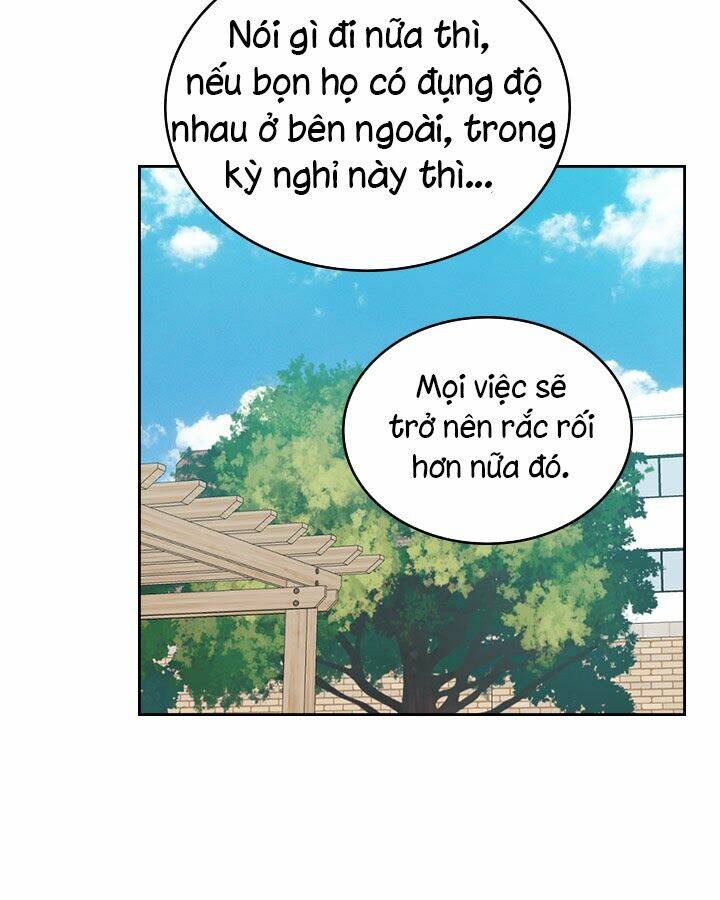 Nói gì đi nữa thì,
nếu bọn họ có đụng độ
nhau ở bên ngoài, trong
kỳ nghỉ này thì...
Mọi việc sẽ
trở nên rắc rối
hơn nữa đó.